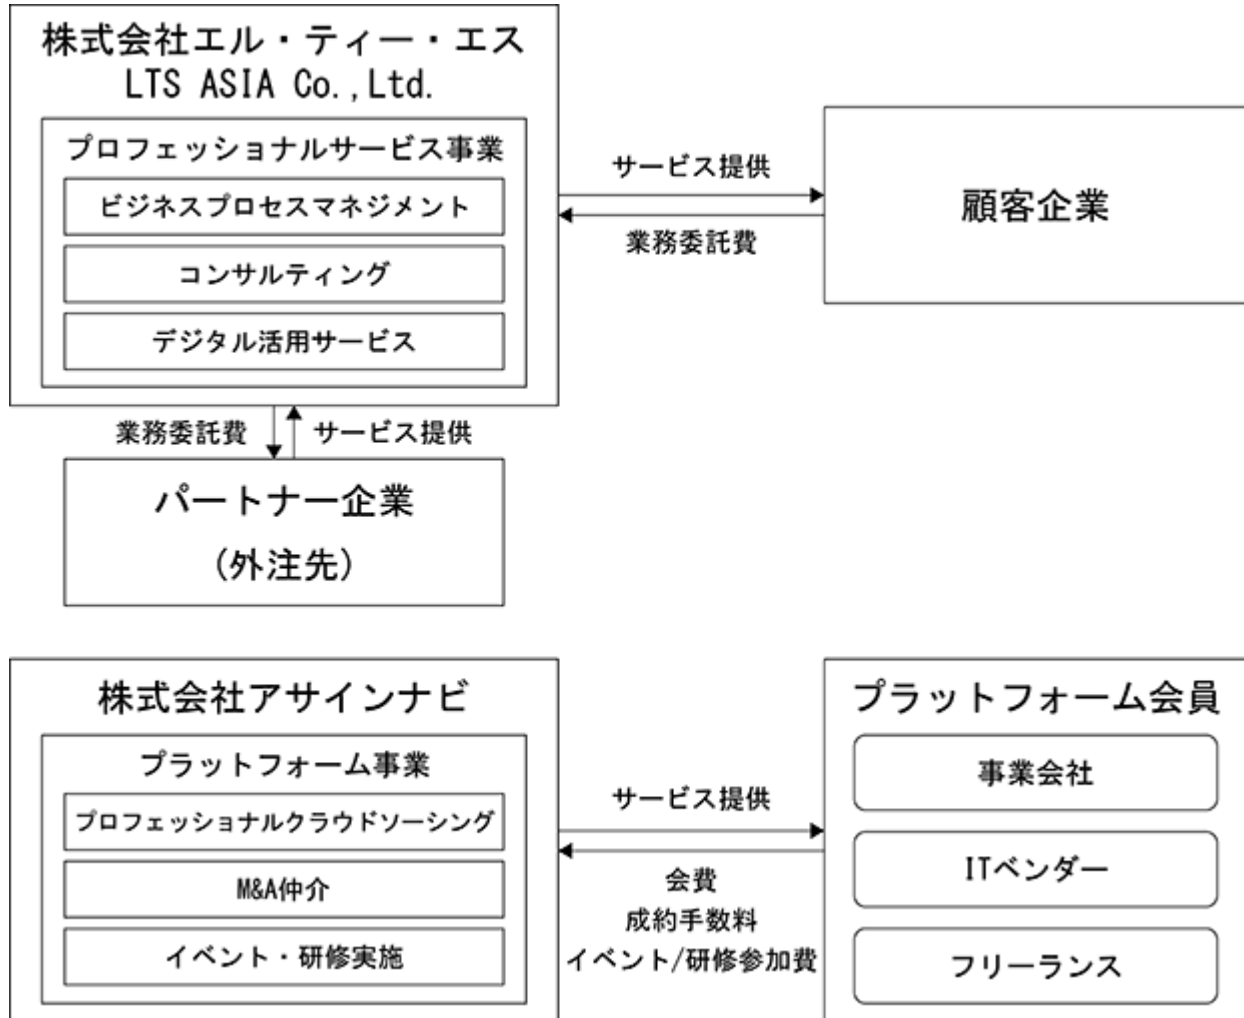 株式会社エル・ティー・エス
LTS ASIA Co.,Ltd.
プロフェッショナルサービス事業
ビジネスプロセスマネジメント
コンサルティング
デジタル活用サービス
サービス提供
業務委託費
顧客企業
業務委託費
サービス提供
パートナー企業
(外注先)
株式会社アサインナビ
プラットフォーム事業
プロフェッショナルクラウドソーシング
M&A仲介
イベント・研修実施
サービス提供
会費
成約手数料
イベント/研修参加費
プラットフォーム会員
事業会社
ITベンダー
フリーランス